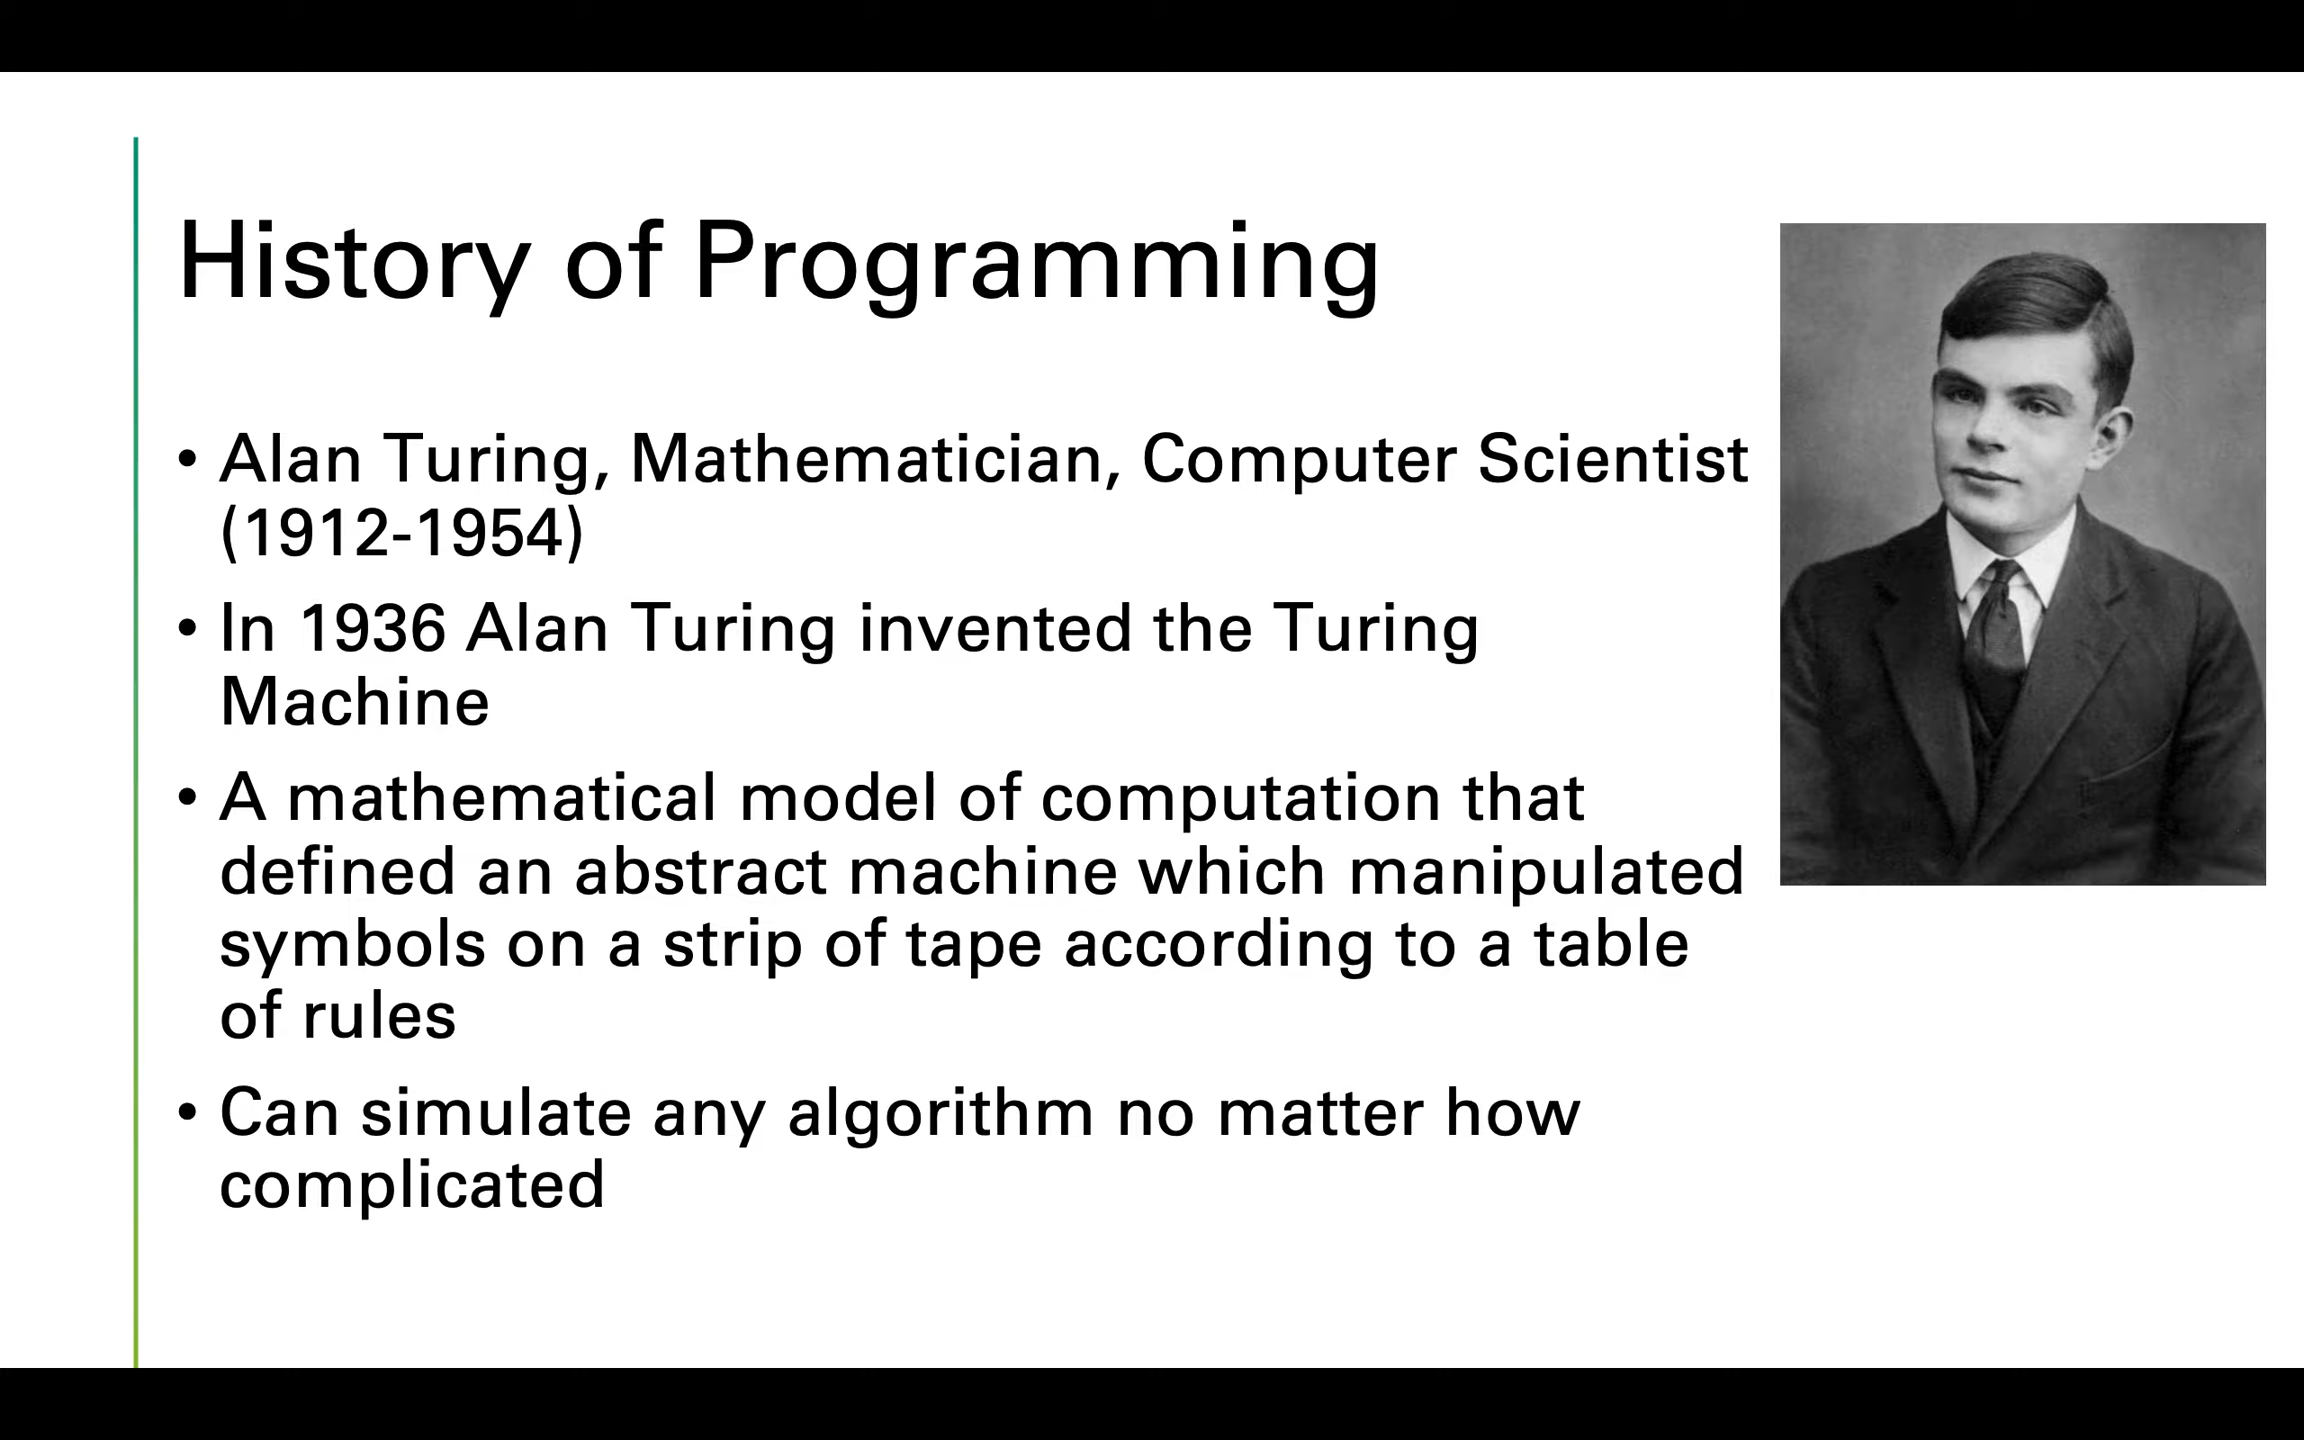 History of Programming
• Alan Turing, Mathematician, Computer Scientist
(1912-1954)
• In 1936 Alan Turing invented the Turing
Machine
• A mathematical model of computation that
defined an abstract machine which manipulated
symbols on a strip of tape according to a table
of rules
• Can simulate any algorithm no matter how
complicated